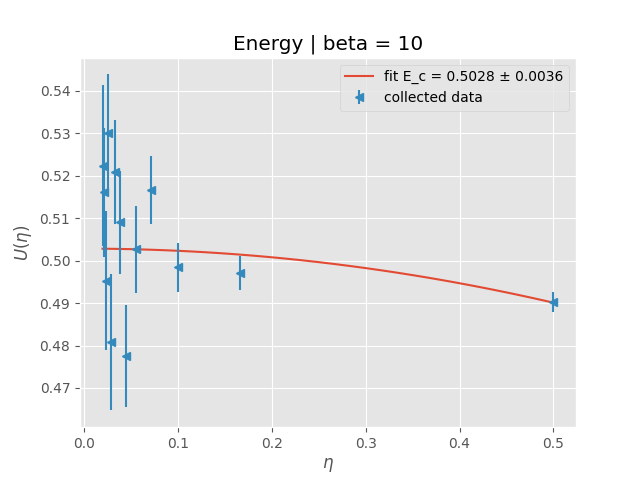 Energy | beta = 10
fit E_c = 0.5028 ± 0.0036
collected data
0.54
0.53
0.52
0.51
0.50
0.49
0.48
0.47
U(η)
0.0 0.1 0.2 0.3 0.4 0.5
η